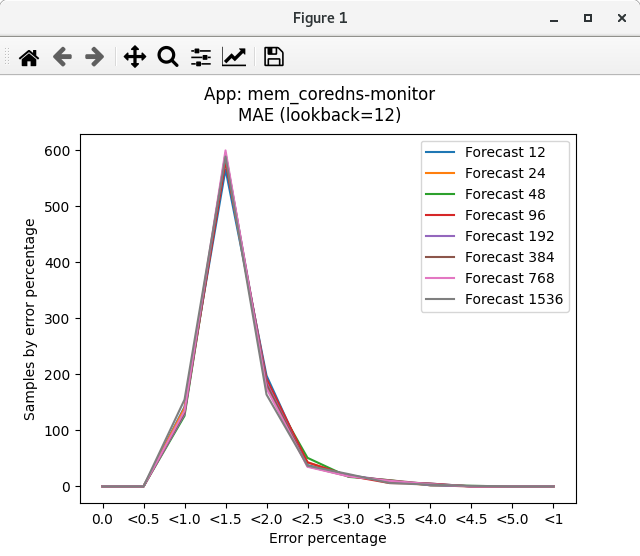 Figure 1
App: mem_coredns-monitor
MAE (lookback=12)
Samples by error percentage
600
500
400
300
200
100
0
Forecast 12
Forecast 24
Forecast 48
Forecast 96
Forecast 192
Forecast 384
Forecast 768
Forecast 1536
0.0 <0.5 <1.0 <1.5 <2.0 <2.5 <3.0 <3.5 <4.0 <4.5 <5.0 <1
Error percentage